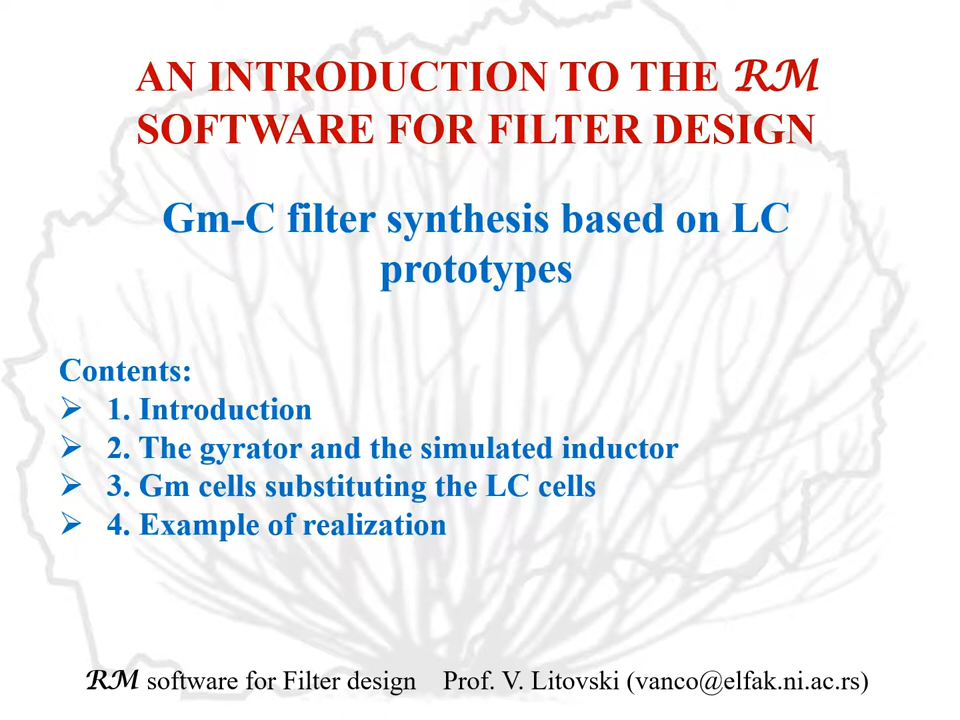 AN INTRODUCTION TO THE RM
SOFTWARE FOR FILTER DESIGN
Gm-C filter synthesis based on LC
prototypes
Contents:
➢ 1. Introduction
➢ 2. The gyrator and the simulated inductor
➢ 3. Gm cells substituting the LC cells
➢ 4. Example of realization
RM software for Filter design Prof. V. Litovski (vanco@elfak.ni.ac.rs)